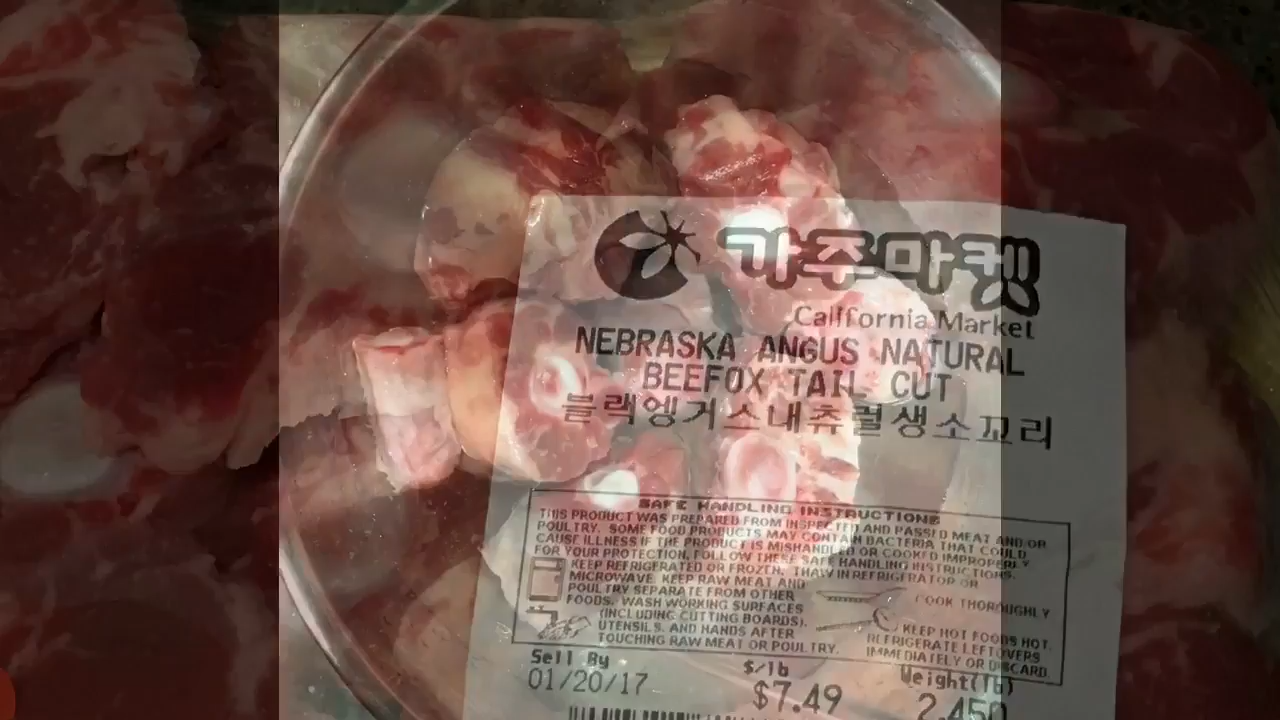 가주마켓
California Market
NEBRASKA ANGUS NATURAL
BEEFOX TAIL CUT
블랙엥거스내츄럴생소꼬리
SAFE HANDLING INSTRUCTIONS
THIS PRODUCT WAS PREPARED FROM INSPECTED AND PASSED MEAT AND/OR
POULTRY. SOME FOOD PRODUCTS MAY CONTAIN BACTERIA THAT COULD
CAUSE ILLNESS IF THE PRODUCT IS MISHANDLED OR COOKED IMPROPERLY
FOR YOUR PROTECTION, FOLLOW THESE SAFE HANDLING INSTRUCTIONS.
KEEP REFRIGERATED OR FROZEN. THAW IN REFRIGERATOR OR
MICROWAVE. KEEP RAW MEAT AND
POULTRY SEPARATE FROM OTHER
FOODS. WASH WORKING SURFACES
(INCLUDING CUTTING BOARDS),
UTENSILS, AND HANDS AFTER
TOUCHING RAW MEAT OR POULTRY.
COOK THOROUGHLY
KEEP HOT FOODS HOT.
REFRIGERATE LEFTOVERS
IMMEDIATELY OR DISCARD.
Sell By $/lb Weight(lb)
01/20/17 $7.49 2.450